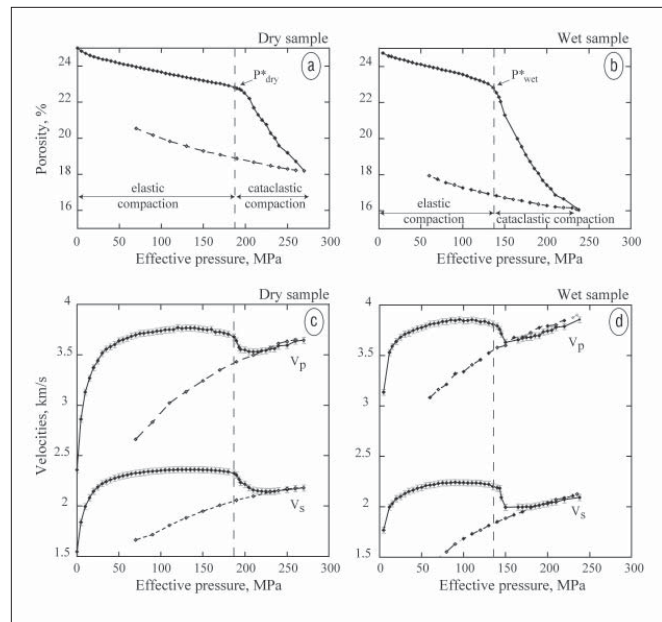 Dry sample
Wet sample
a
b
P*dry
P*wet
Porosity, %
24
22
20
18
16
24
22
20
18
16
elastic
compaction
cataclastic compaction
elastic
compaction
cataclastic compaction
0 50 100 150 200 250 300
0 50 100 150 200 250 300
Effective pressure, MPa
Effective pressure, MPa
Dry sample
Wet sample
c
d
Velocities, km/s
4
3.5
3
2.5
2
1.5
4
3.5
3
2.5
2
1.5
Vp
Vp
Vs
Vs
0 50 100 150 200 250 300
0 50 100 150 200 250 300
Effective pressure, MPa
Effective pressure, MPa